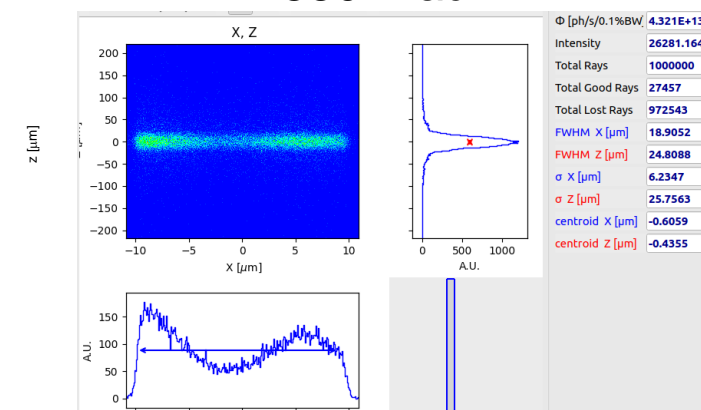 X, Z
z [µm]
200
150
100
50
0
−50
−100
−150
−200
−10 −5 0 5 10
X [µm]
0 500 1000
A.U.
A.U.
150
100
50
0
Φ [ph/s/0.1%BW] 4.321E+13
Intensity 26281.164
Total Rays 1000000
Total Good Rays 27457
Total Lost Rays 972543
FWHM X [µm] 18.9052
FWHM Z [µm] 24.8088
σ X [µm] 6.2347
σ Z [µm] 25.7563
centroid X [µm] -0.6059
centroid Z [µm] -0.4355